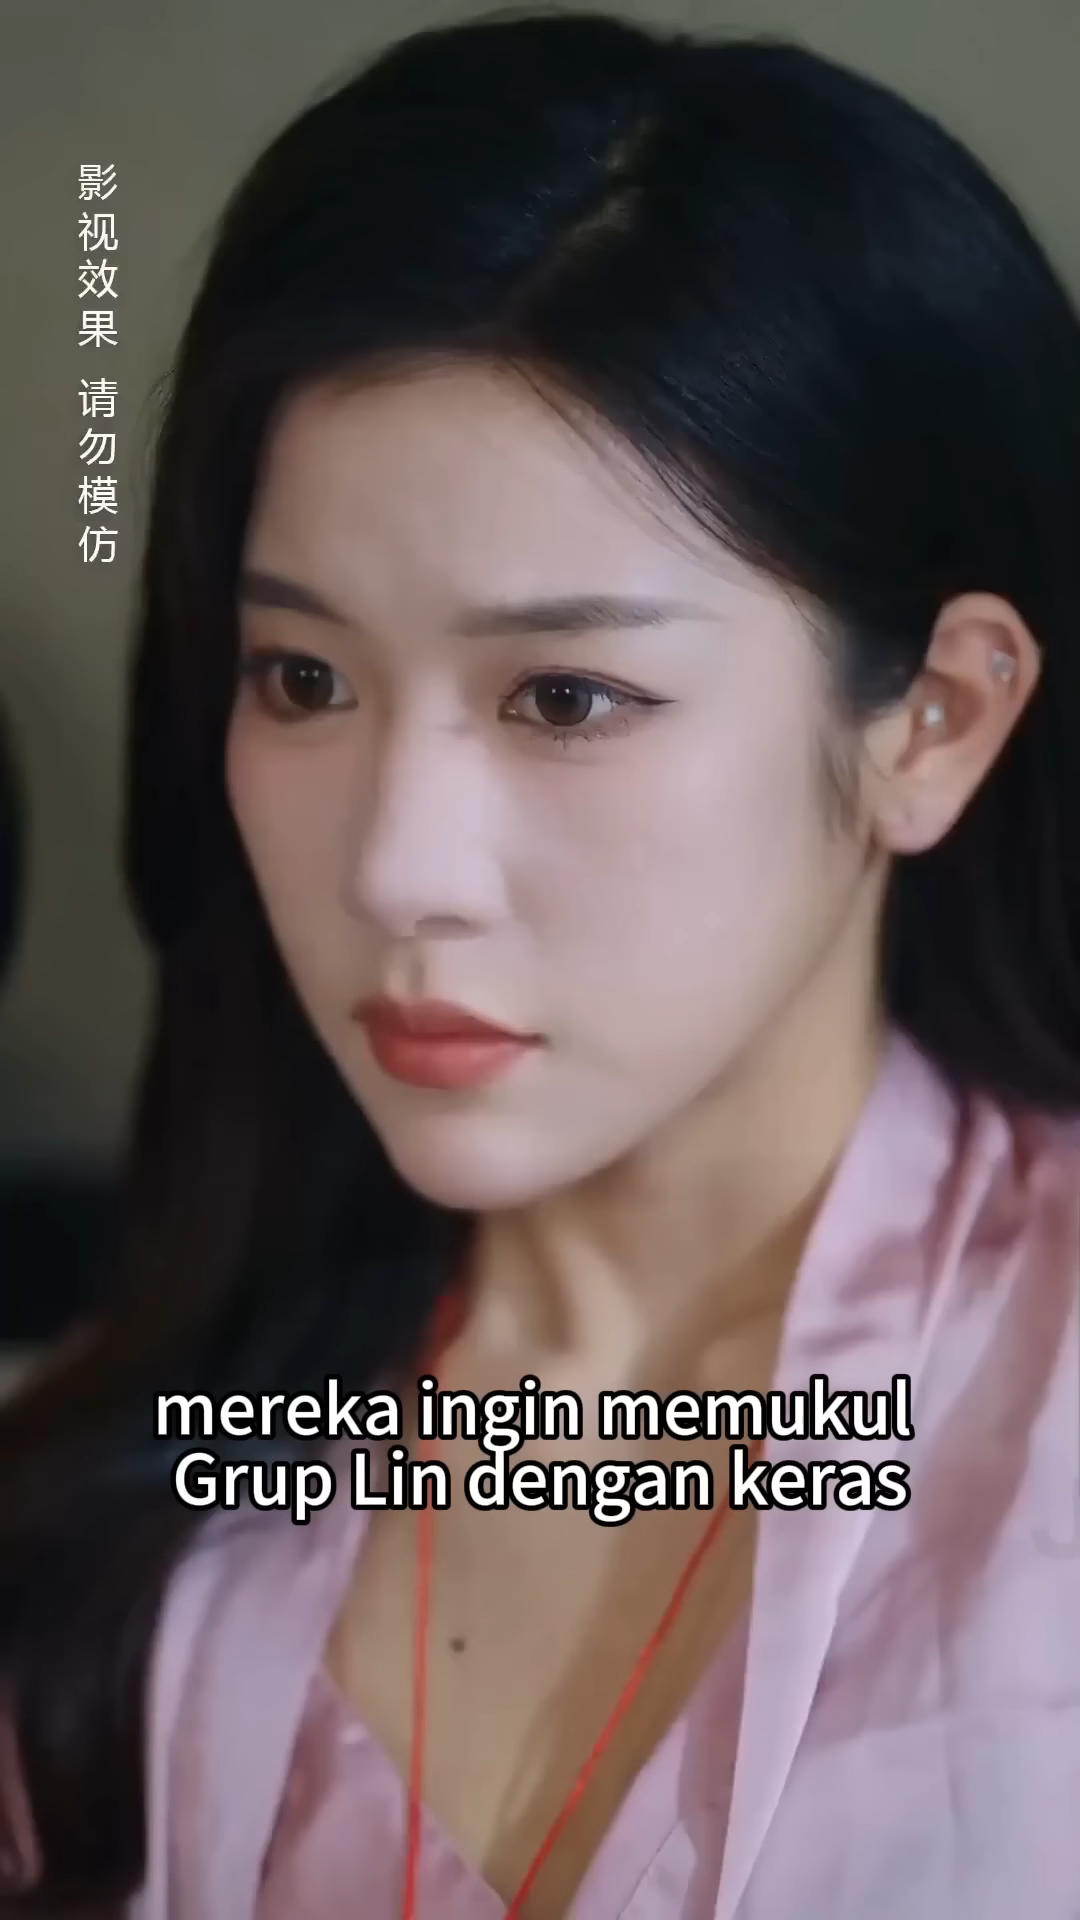 影视效果 请勿模仿
mereka ingin memukul
Grup Lin dengan keras